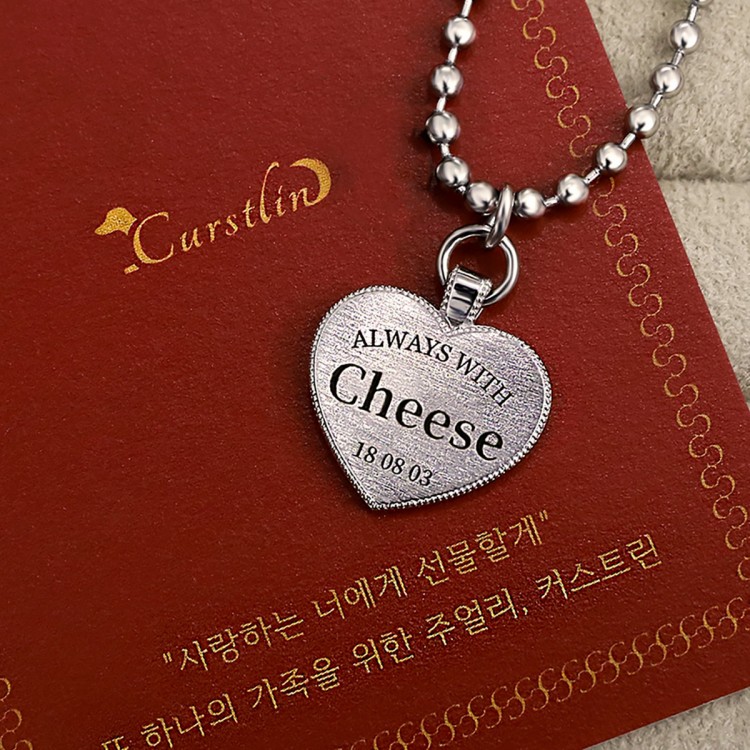 Curstlin
ALWAYS WITH
Cheese
18 08 03
"사랑하는 너에게 선물할게"
또 하나의 가족을 위한 주얼리, 커스트린